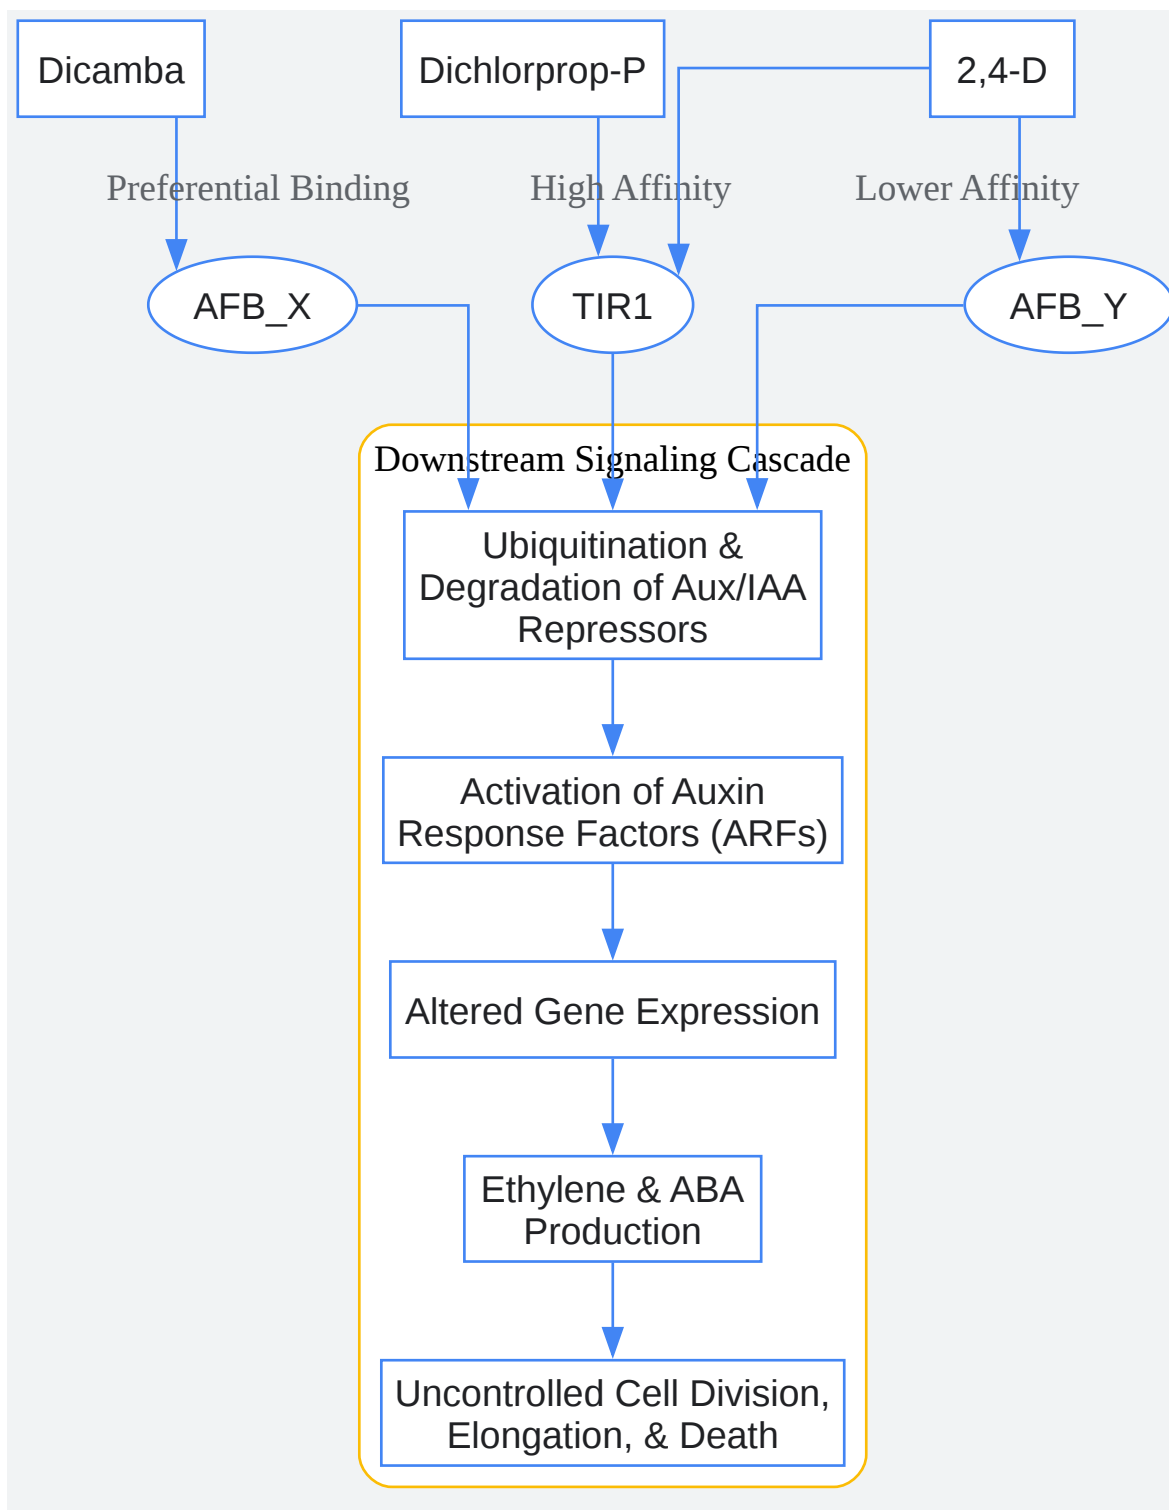 Dicamba
Dichlorprop-P
2,4-D
Preferential Binding
High Affinity
Lower Affinity
AFB_X
TIR1
AFB_Y
Downstream Signaling Cascade
Ubiquitination &
Degradation of Aux/IAA
Repressors
Activation of Auxin
Response Factors (ARFs)
Altered Gene Expression
Ethylene & ABA
Production
Uncontrolled Cell Division,
Elongation, & Death